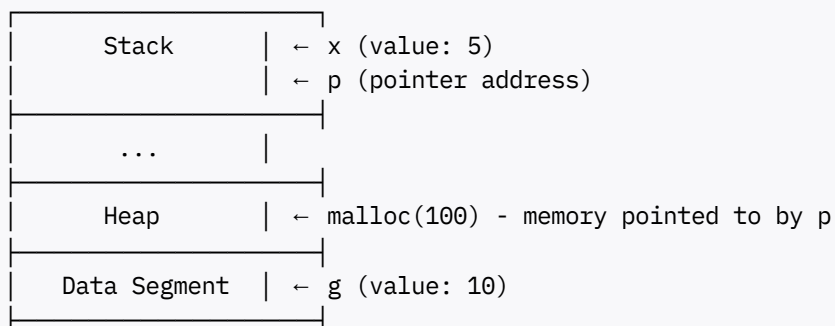 Stack ← x (value: 5)
← p (pointer address)
...
Heap ← malloc(100) - memory pointed to by p
Data Segment ← g (value: 10)